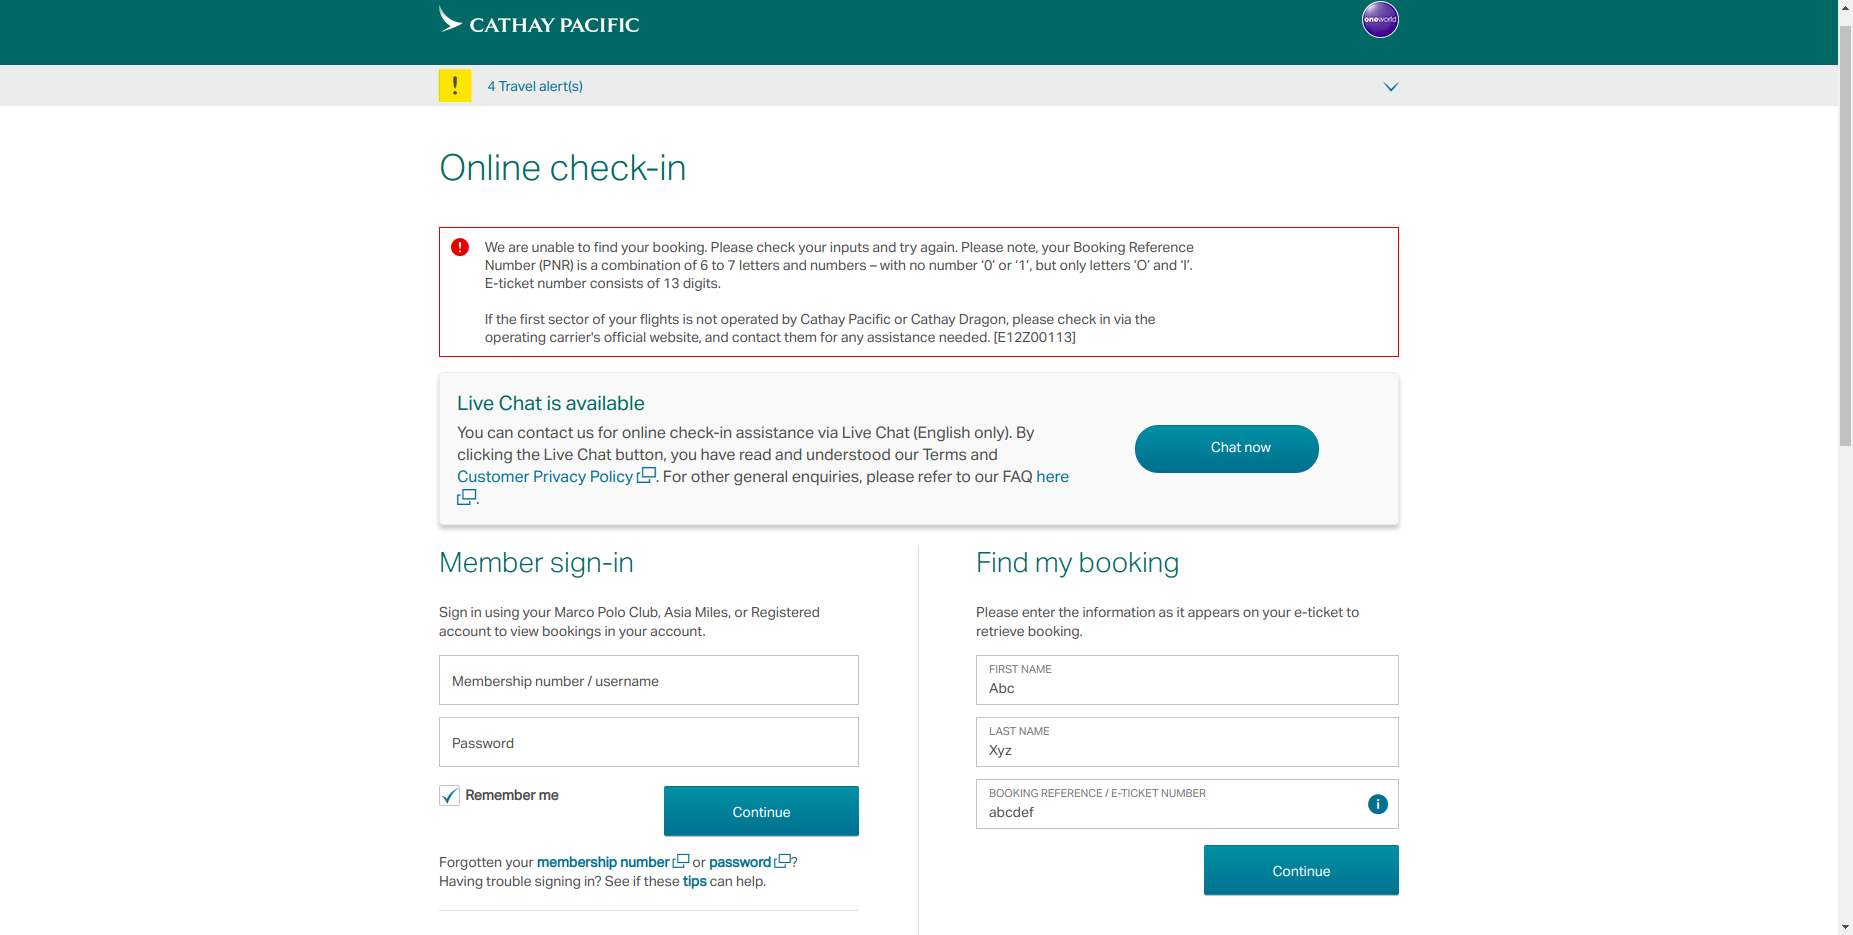 CATHAY PACIFIC
oneworld
!
4 Travel alert(s)
Online check-in
!
We are unable to find your booking. Please check your inputs and try again. Please note, your Booking Reference
Number (PNR) is a combination of 6 to 7 letters and numbers – with no number ‘0’ or ‘1’, but only letters ‘O’ and ‘I’.
E-ticket number consists of 13 digits.
If the first sector of your flights is not operated by Cathay Pacific or Cathay Dragon, please check in via the
operating carrier's official website, and contact them for any assistance needed. [E12Z00113]
Live Chat is available
You can contact us for online check-in assistance via Live Chat (English only). By
clicking the Live Chat button, you have read and understood our Terms and
Customer Privacy Policy . For other general enquiries, please refer to our FAQ here
.
Chat now
Member sign-in
Sign in using your Marco Polo Club, Asia Miles, or Registered
account to view bookings in your account.
Membership number / username
Password
Remember me
Continue
Forgotten your membership number or password ?
Having trouble signing in? See if these tips can help.
Find my booking
Please enter the information as it appears on your e-ticket to
retrieve booking.
FIRST NAME
Abc
LAST NAME
Xyz
BOOKING REFERENCE / E-TICKET NUMBER
abcdef
i
Continue